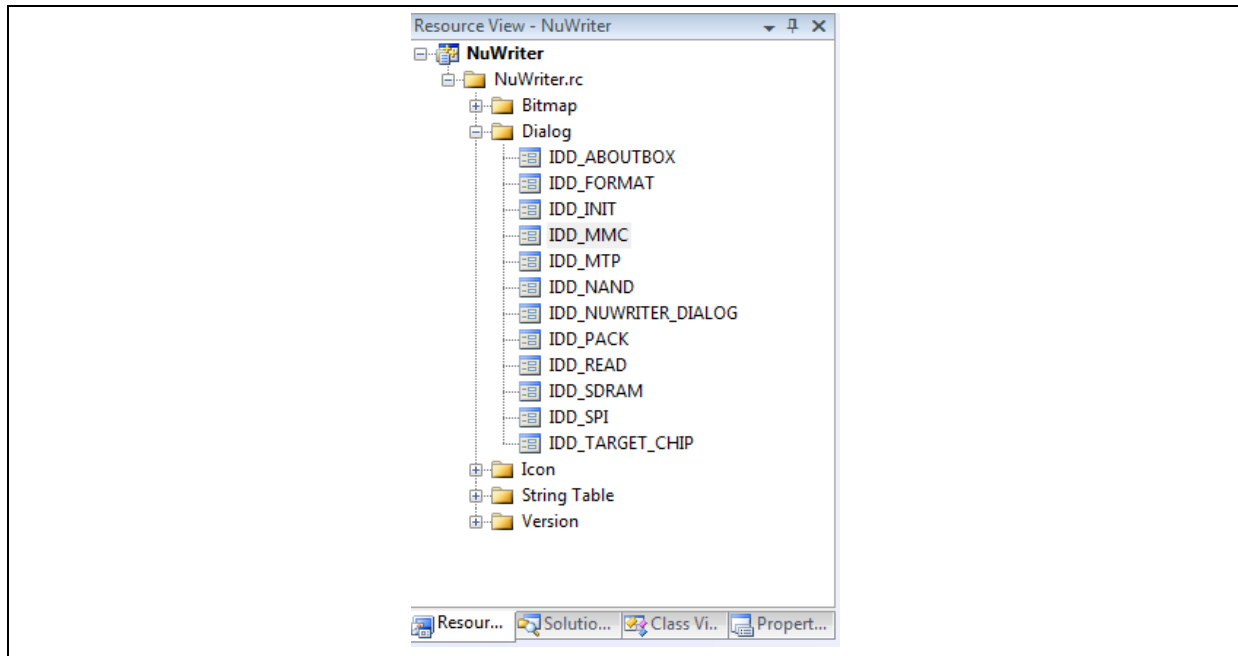 Resource View - NuWriter
NuWriter
NuWriter.rc
Bitmap
Dialog
IDD_ABOUTBOX
IDD_FORMAT
IDD_INIT
IDD_MMC
IDD_MTP
IDD_NAND
IDD_NUWRITER_DIALOG
IDD_PACK
IDD_READ
IDD_SDRAM
IDD_SPI
IDD_TARGET_CHIP
Icon
String Table
Version
Resour... Solutio... Class Vi.. Propert...